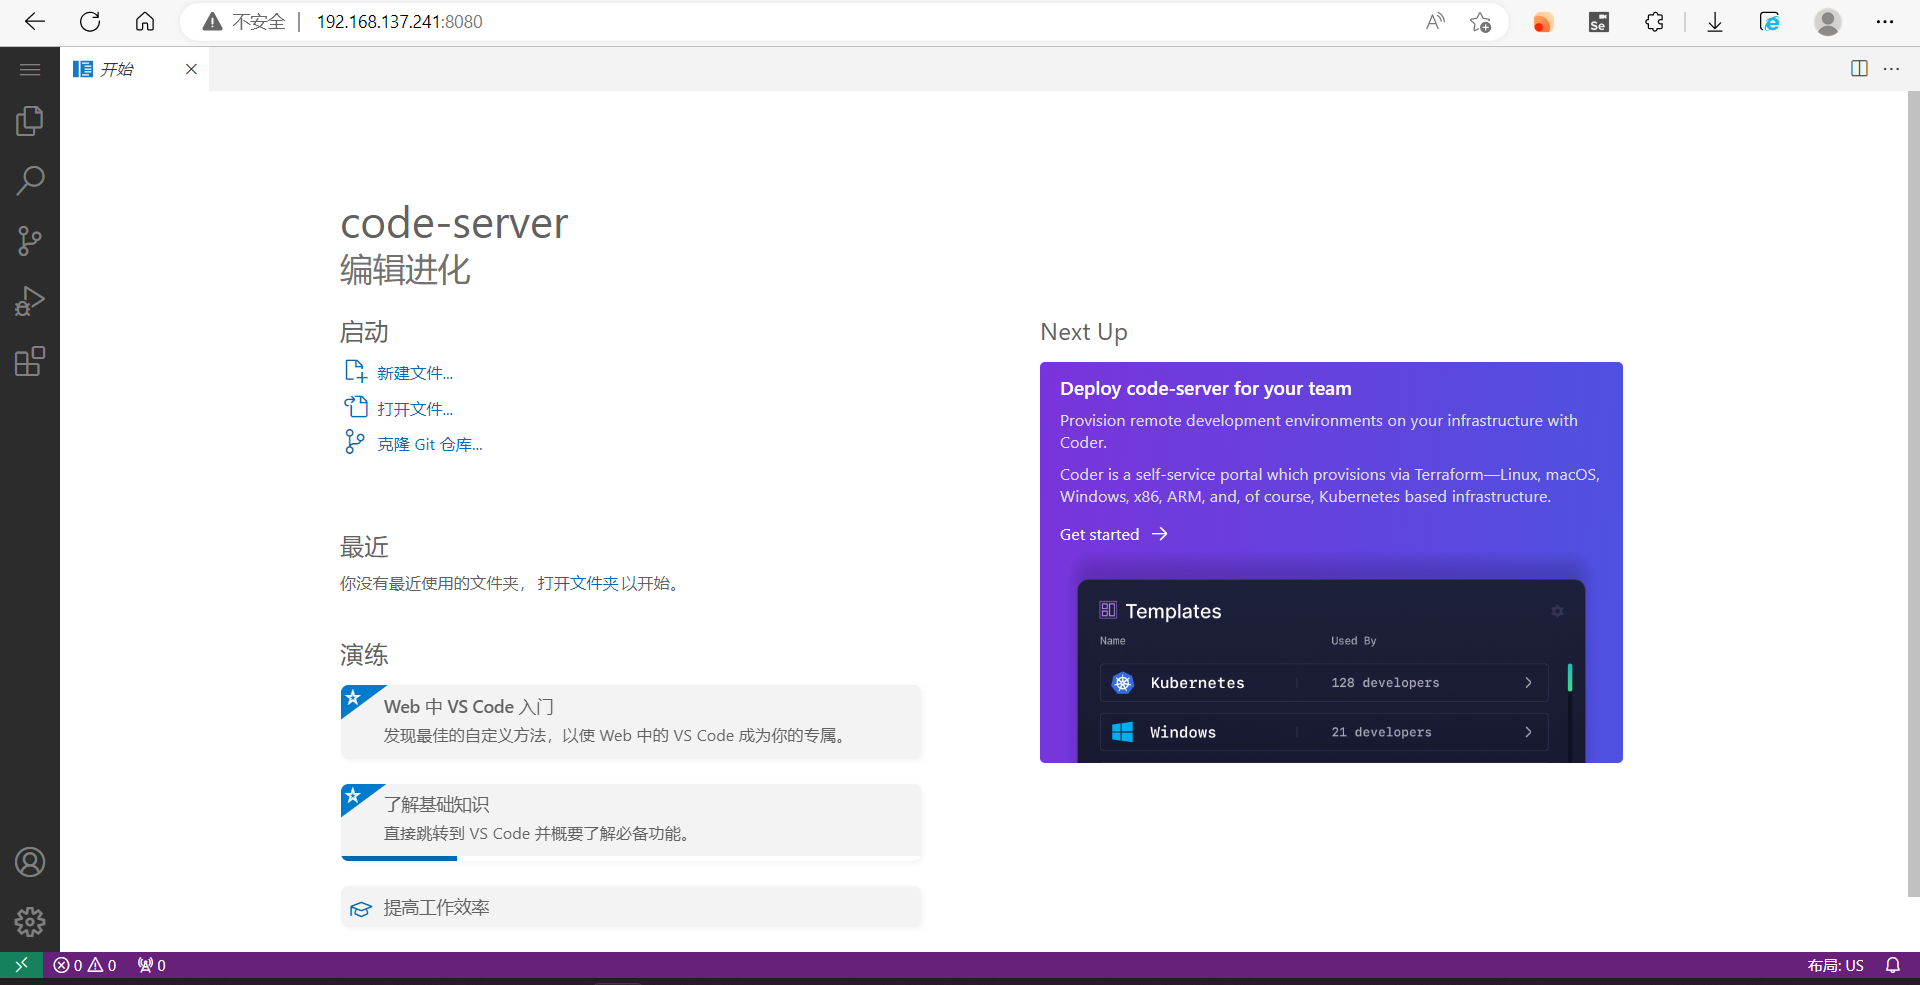 不安全 192.168.137.241:8080
开始
code-server
编辑进化
启动
新建文件...
打开文件...
克隆 Git 仓库...
最近
你没有最近使用的文件夹，打开文件夹以开始。
演练
Web 中 VS Code 入门
发现最佳的自定义方法，以使 Web 中的 VS Code 成为你的专属。
了解基础知识
直接跳转到 VS Code 并概要了解必备功能。
提高工作效率
Next Up
Deploy code-server for your team
Provision remote development environments on your infrastructure with
Coder.
Coder is a self-service portal which provisions via Terraform—Linux, macOS,
Windows, x86, ARM, and, of course, Kubernetes based infrastructure.
Get started
Templates
Name Used By
Kubernetes 128 developers
Windows 21 developers
0 0 0 布局: US